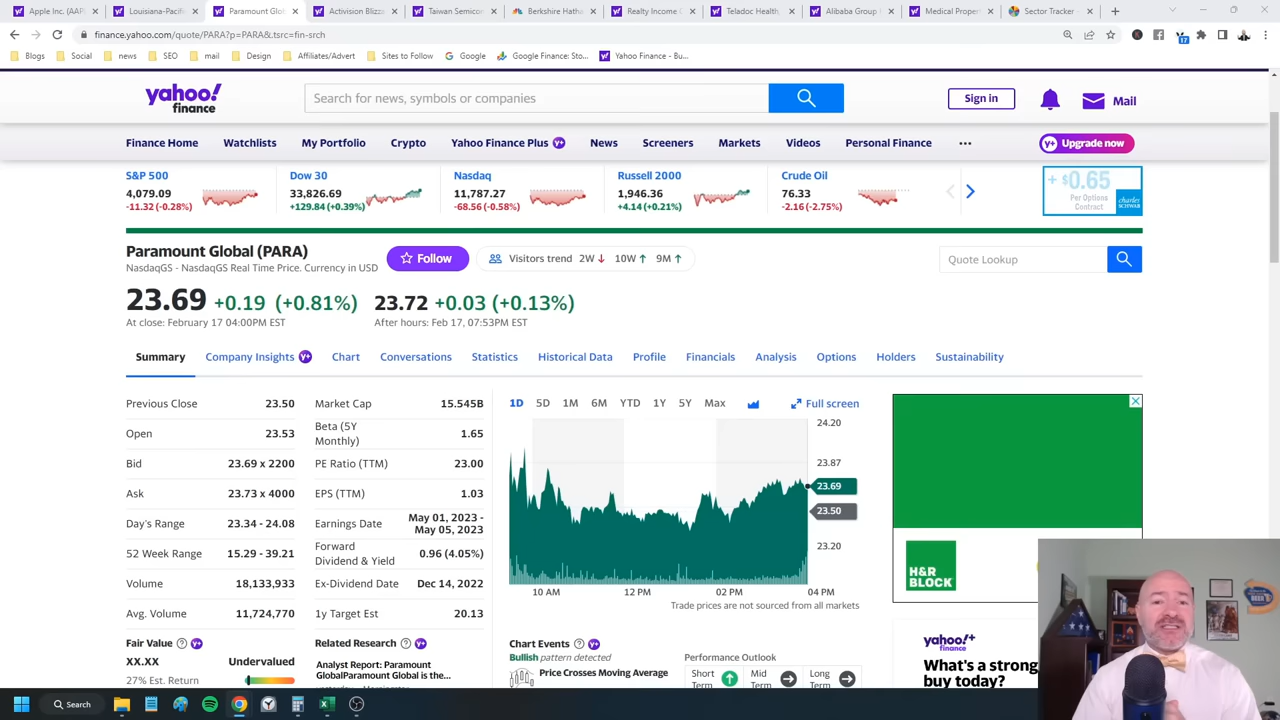 Apple Inc. (AAPL
Louisiana-Pacific
Paramount Glob
Activision Blizza
Taiwan Semicon
Berkshire Hatha
Realty Income C
Teladoc Health,
Alibaba Group
Medical Propert
Sector Tracker
finance.yahoo.com/quote/PARA?p=PARA&.tsrc=fin-srch
Blogs Social news SEO mail Design Affiliates/Advert Sites to Follow Google Google Finance: Sto... Yahoo Finance - Bu...
yahoo!
finance
Search for news, symbols or companies
Sign in
Mail
Finance Home Watchlists My Portfolio Crypto Yahoo Finance Plus News Screeners Markets Videos Personal Finance ... Upgrade now
S&P 500
4,079.09
-11.32 (-0.28%)
Dow 30
33,826.69
+129.84 (+0.39%)
Nasdaq
11,787.27
-68.56 (-0.58%)
Russell 2000
1,946.36
+4.14 (+0.21%)
Crude Oil
76.33
-2.16 (-2.75%)
+ $0.65
Per Options
Contract
charles
SCHWAB
Paramount Global (PARA)
NasdaqGS - NasdaqGS Real Time Price. Currency in USD
Follow
Visitors trend 2W ↓ 10W ↑ 9M ↑
Quote Lookup
23.69 +0.19 (+0.81%)
At close: February 17 04:00PM EST
23.72 +0.03 (+0.13%)
After hours: Feb 17, 07:53PM EST
Summary Company Insights Chart Conversations Statistics Historical Data Profile Financials Analysis Options Holders Sustainability
Previous Close 23.50
Open 23.53
Bid 23.69 x 2200
Ask 23.73 x 4000
Day's Range 23.34 - 24.08
52 Week Range 15.29 - 39.21
Volume 18,133,933
Avg. Volume 11,724,770
Market Cap 15.545B
Beta (5Y
Monthly) 1.65
PE Ratio (TTM) 23.00
EPS (TTM) 1.03
Earnings Date May 01, 2023 -
May 05, 2023
Forward
Dividend & Yield 0.96 (4.05%)
Ex-Dividend Date Dec 14, 2022
1y Target Est 20.13
Fair Value
XX.XX Undervalued
27% Est. Return
Related Research
Analyst Report: Paramount
GlobalParamount Global is the...
1D 5D 1M 6M YTD 1Y 5Y Max
Full screen
24.20
23.87
23.69
23.50
23.20
10 AM 12 PM 02 PM 04 PM
Trade prices are not sourced from all markets
Chart Events
Bullish pattern detected
Price Crosses Moving Average
Performance Outlook
Short
Term
Mid
Term
Long
Term
H&R
BLOCK
yahoo!+
finance
What's a strong
buy today?
Search